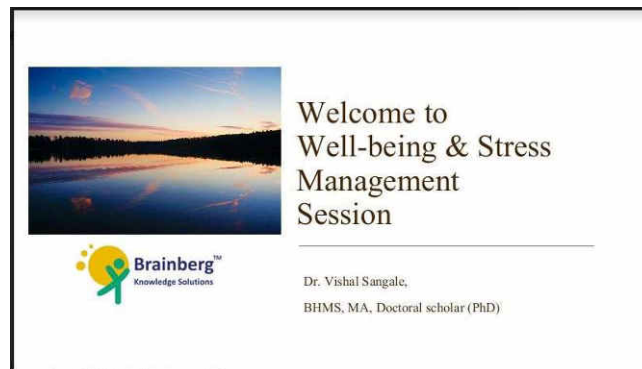 Welcome to
Well-being & Stress
Management
Session
Brainberg™
Knowledge Solutions
Dr. Vishal Sangale,
BHMS, MA, Doctoral scholar (PhD)